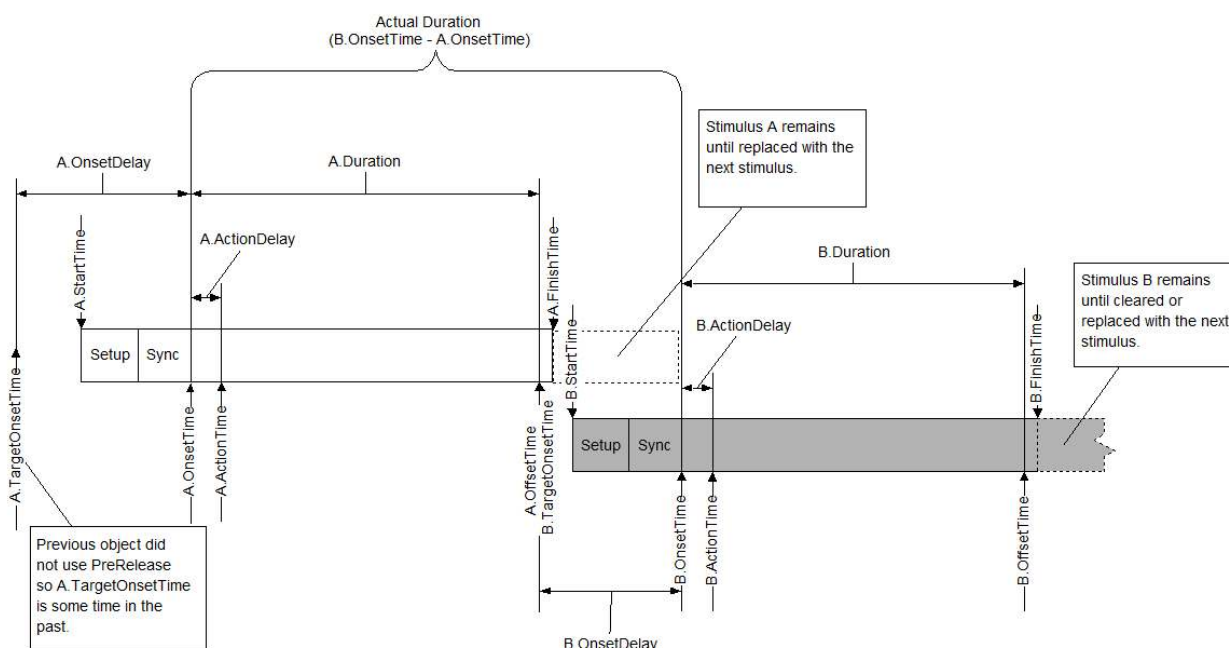 Actual Duration
(B.OnsetTime - A.OnsetTime)
Stimulus A remains
until replaced with the
next stimulus.
A.OnsetDelay
A.Duration
A.StartTime
A.ActionDelay
A.FinishTime
B.Duration
Stimulus B remains
until cleared or
replaced with the next
stimulus.
B.StartTime
B.ActionDelay
B.FinishTime
Setup
Sync
A.TargetOnsetTime
A.OnsetTime
A.ActionTime
A.OffsetTime
B.TargetOnsetTime
Setup
Sync
B.OnsetTime
B.ActionTime
B.OffsetTime
Previous object did
not use PreRelease
so A.TargetOnsetTime
is some time in the
past.
B.OnsetDelay